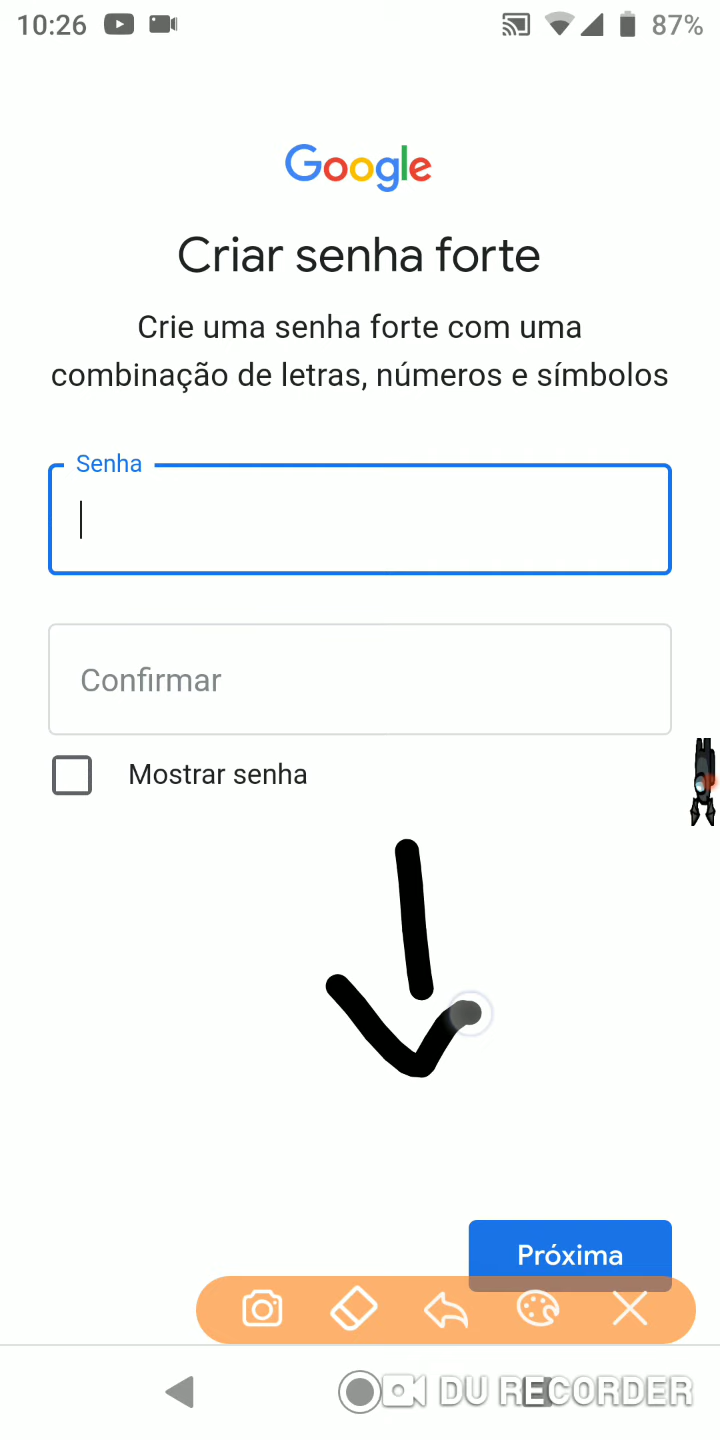 10:26 87%
Google
Criar senha forte
Crie uma senha forte com uma
combinação de letras, números e símbolos
Senha
Confirmar
Mostrar senha
Próxima
DU RECORDER